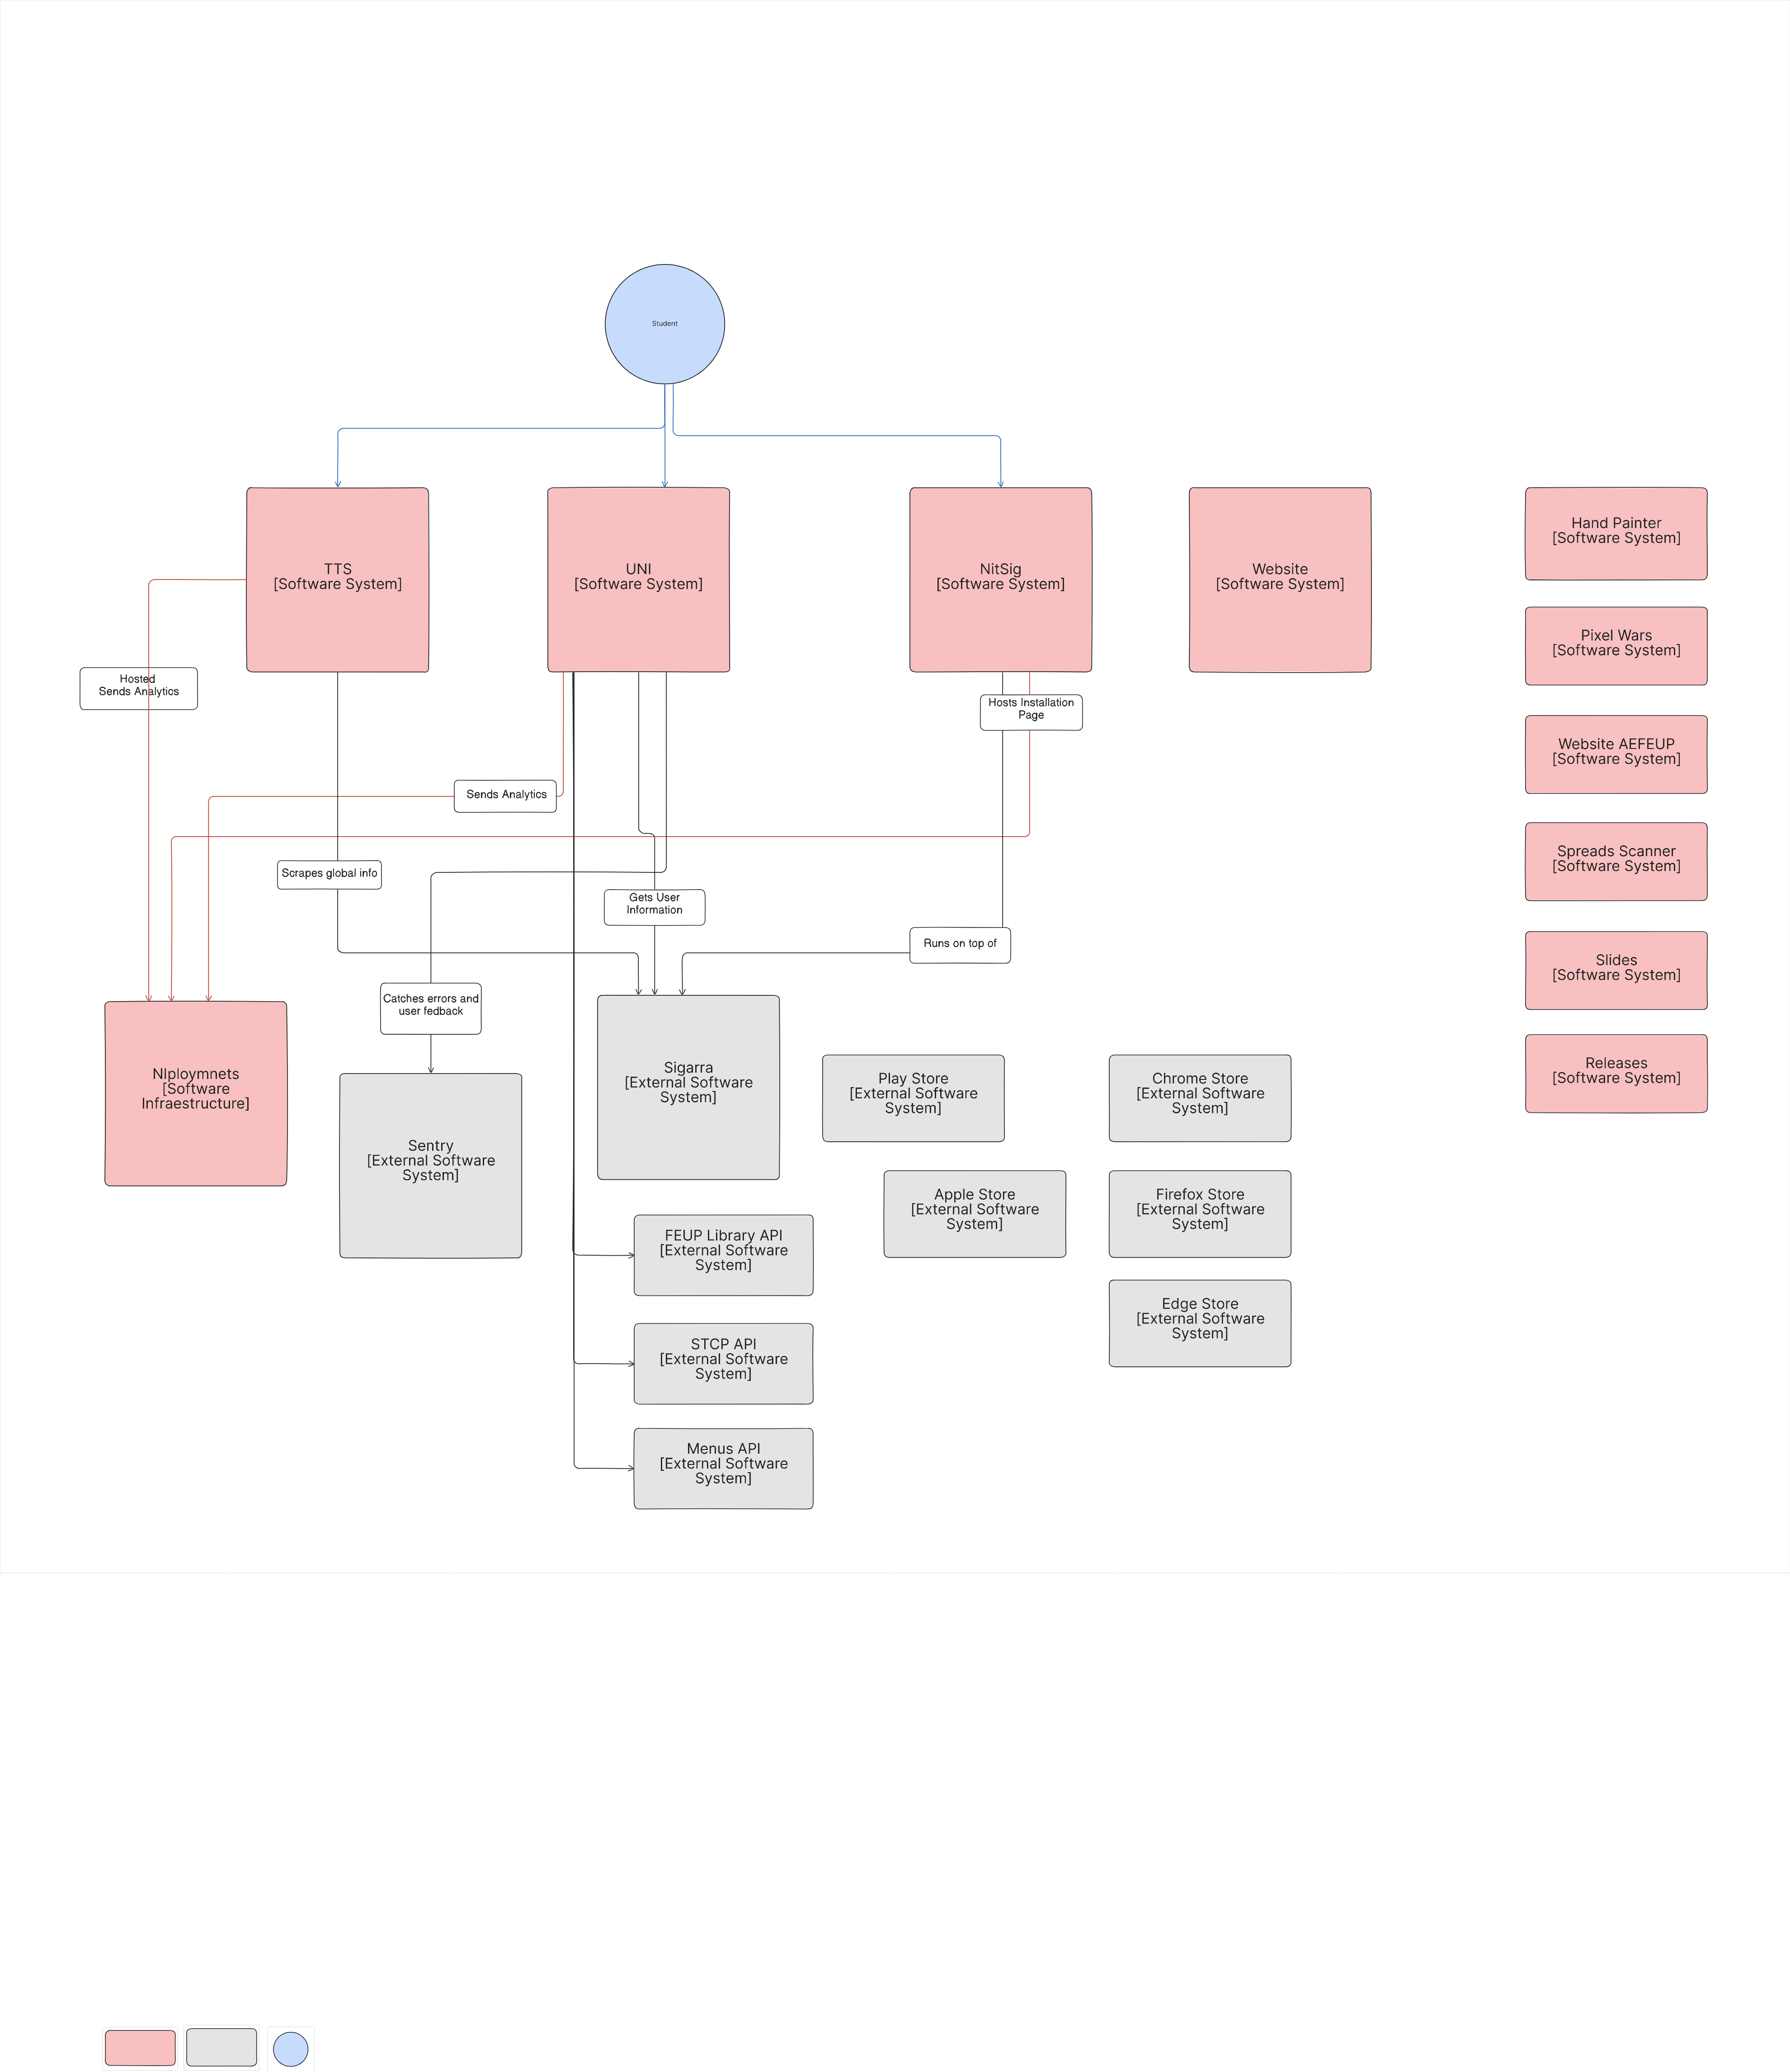 Student
TTS
[Software System]
UNI
[Software System]
NitSig
[Software System]
Website
[Software System]
Hand Painter
[Software System]
Pixel Wars
[Software System]
Website AEFEUP
[Software System]
Spreads Scanner
[Software System]
Slides
[Software System]
Releases
[Software System]
Hosted
Sends Analytics
Hosts Installation
Page
Sends Analytics
Scrapes global info
Gets User
Information
Runs on top of
Catches errors and
user fedback
NIploymnets
[Software
Infraestructure]
Sentry
[External Software
System]
Sigarra
[External Software
System]
Play Store
[External Software
System]
Chrome Store
[External Software
System]
Apple Store
[External Software
System]
Firefox Store
[External Software
System]
Edge Store
[External Software
System]
FEUP Library API
[External Software
System]
STCP API
[External Software
System]
Menus API
[External Software
System]